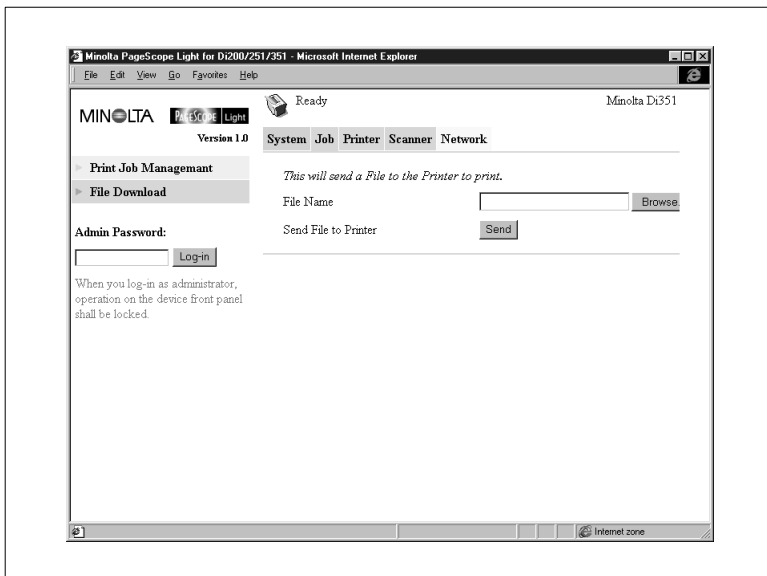 Minolta PageScope Light for Di200/251/351 - Microsoft Internet Explorer
File Edit View Go Favorites Help
MINOLTA PAGESCOPE Light
Version 1.0
Print Job Managemant
File Download
Admin Password:
Log-in
When you log-in as administrator,
operation on the device front panel
shall be locked.
Ready
Minolta Di351
System Job Printer Scanner Network
This will send a File to the Printer to print.
File Name
Browse.
Send File to Printer
Send
Internet zone